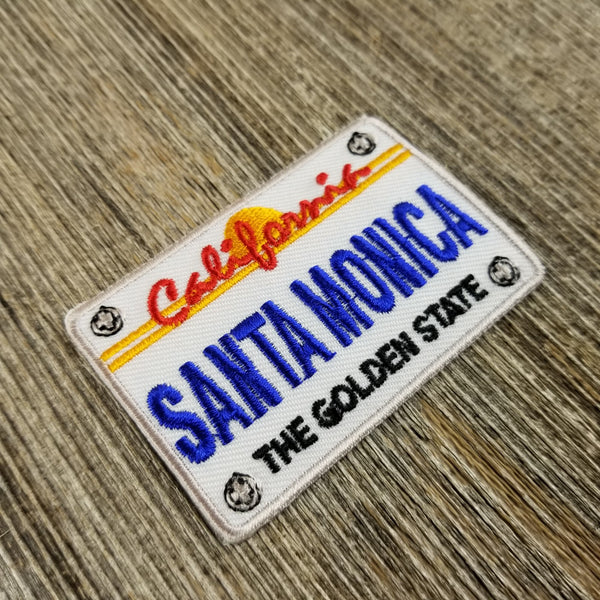 California
SANTA MONICA
THE GOLDEN STATE